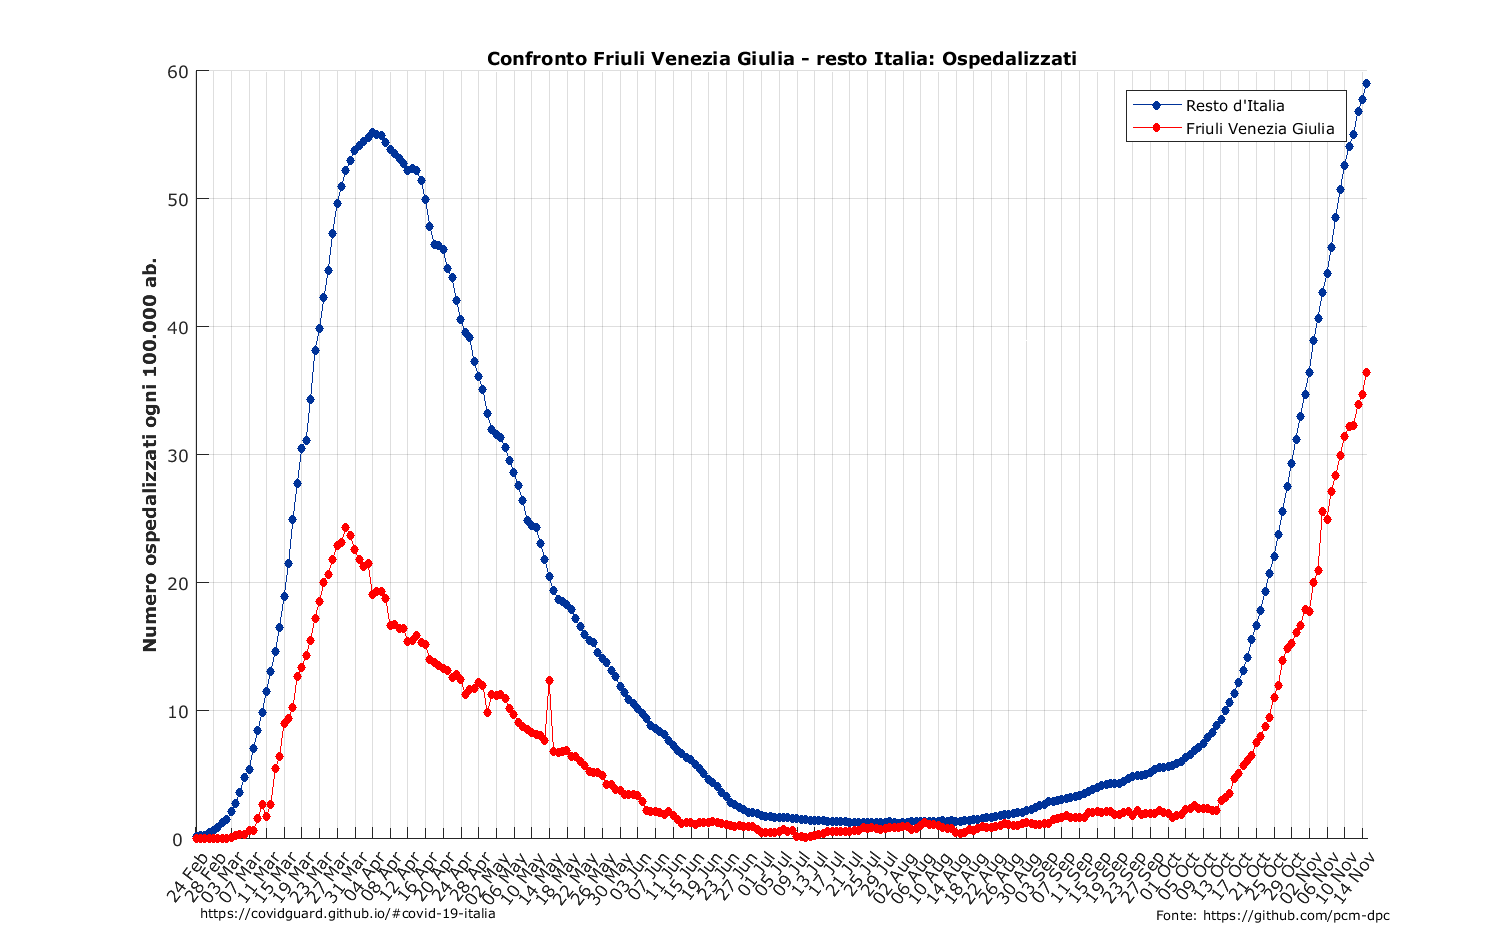 Confronto Friuli Venezia Giulia - resto Italia: Ospedalizzati
Resto d'Italia
Friuli Venezia Giulia
Numero ospedalizzati ogni 100.000 ab.
60
50
40
30
20
10
0
24 Feb
28 Feb
03 Mar
07 Mar
11 Mar
15 Mar
19 Mar
23 Mar
27 Mar
31 Mar
04 Apr
08 Apr
12 Apr
16 Apr
20 Apr
24 Apr
28 Apr
02 May
06 May
10 May
14 May
18 May
22 May
26 May
30 May
03 Jun
07 Jun
11 Jun
15 Jun
19 Jun
23 Jun
27 Jun
01 Jul
05 Jul
09 Jul
13 Jul
17 Jul
21 Jul
25 Jul
29 Jul
02 Aug
06 Aug
10 Aug
14 Aug
18 Aug
22 Aug
26 Aug
30 Aug
03 Sep
07 Sep
11 Sep
15 Sep
19 Sep
23 Sep
27 Sep
01 Oct
05 Oct
09 Oct
13 Oct
17 Oct
21 Oct
25 Oct
29 Oct
02 Nov
06 Nov
10 Nov
14 Nov
https://covidguard.github.io/#covid-19-italia
Fonte: https://github.com/pcm-dpc